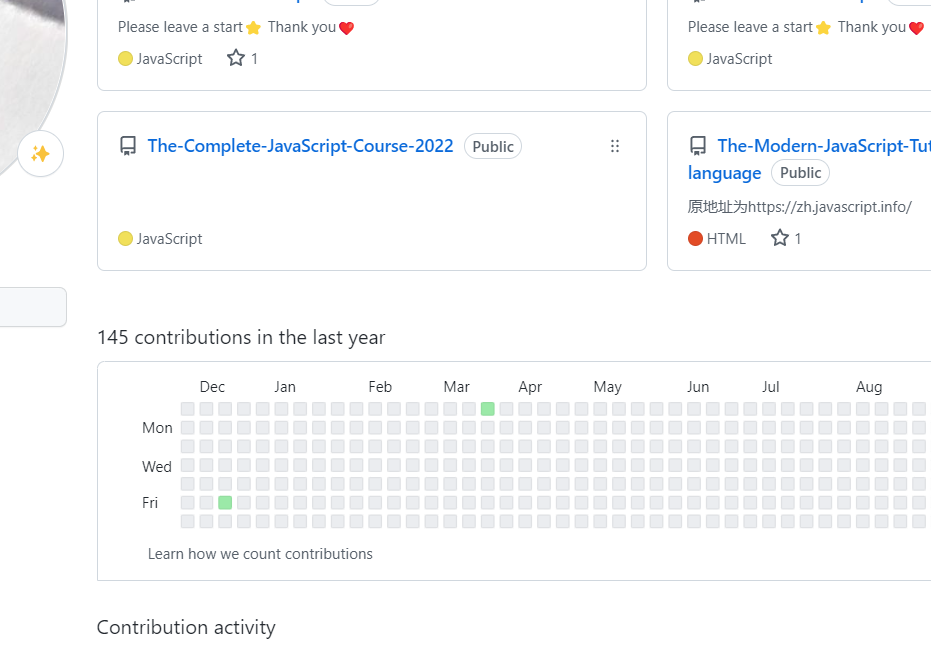 Please leave a start⭐ Thank you❤️
JavaScript 1
Please leave a start⭐ Thank you❤️
JavaScript
The-Complete-JavaScript-Course-2022 Public
JavaScript
The-Modern-JavaScript-Tut
language Public
原地址为https://zh.javascript.info/
HTML 1
145 contributions in the last year
Dec Jan Feb Mar Apr May Jun Jul Aug
Mon
Wed
Fri
Learn how we count contributions
Contribution activity